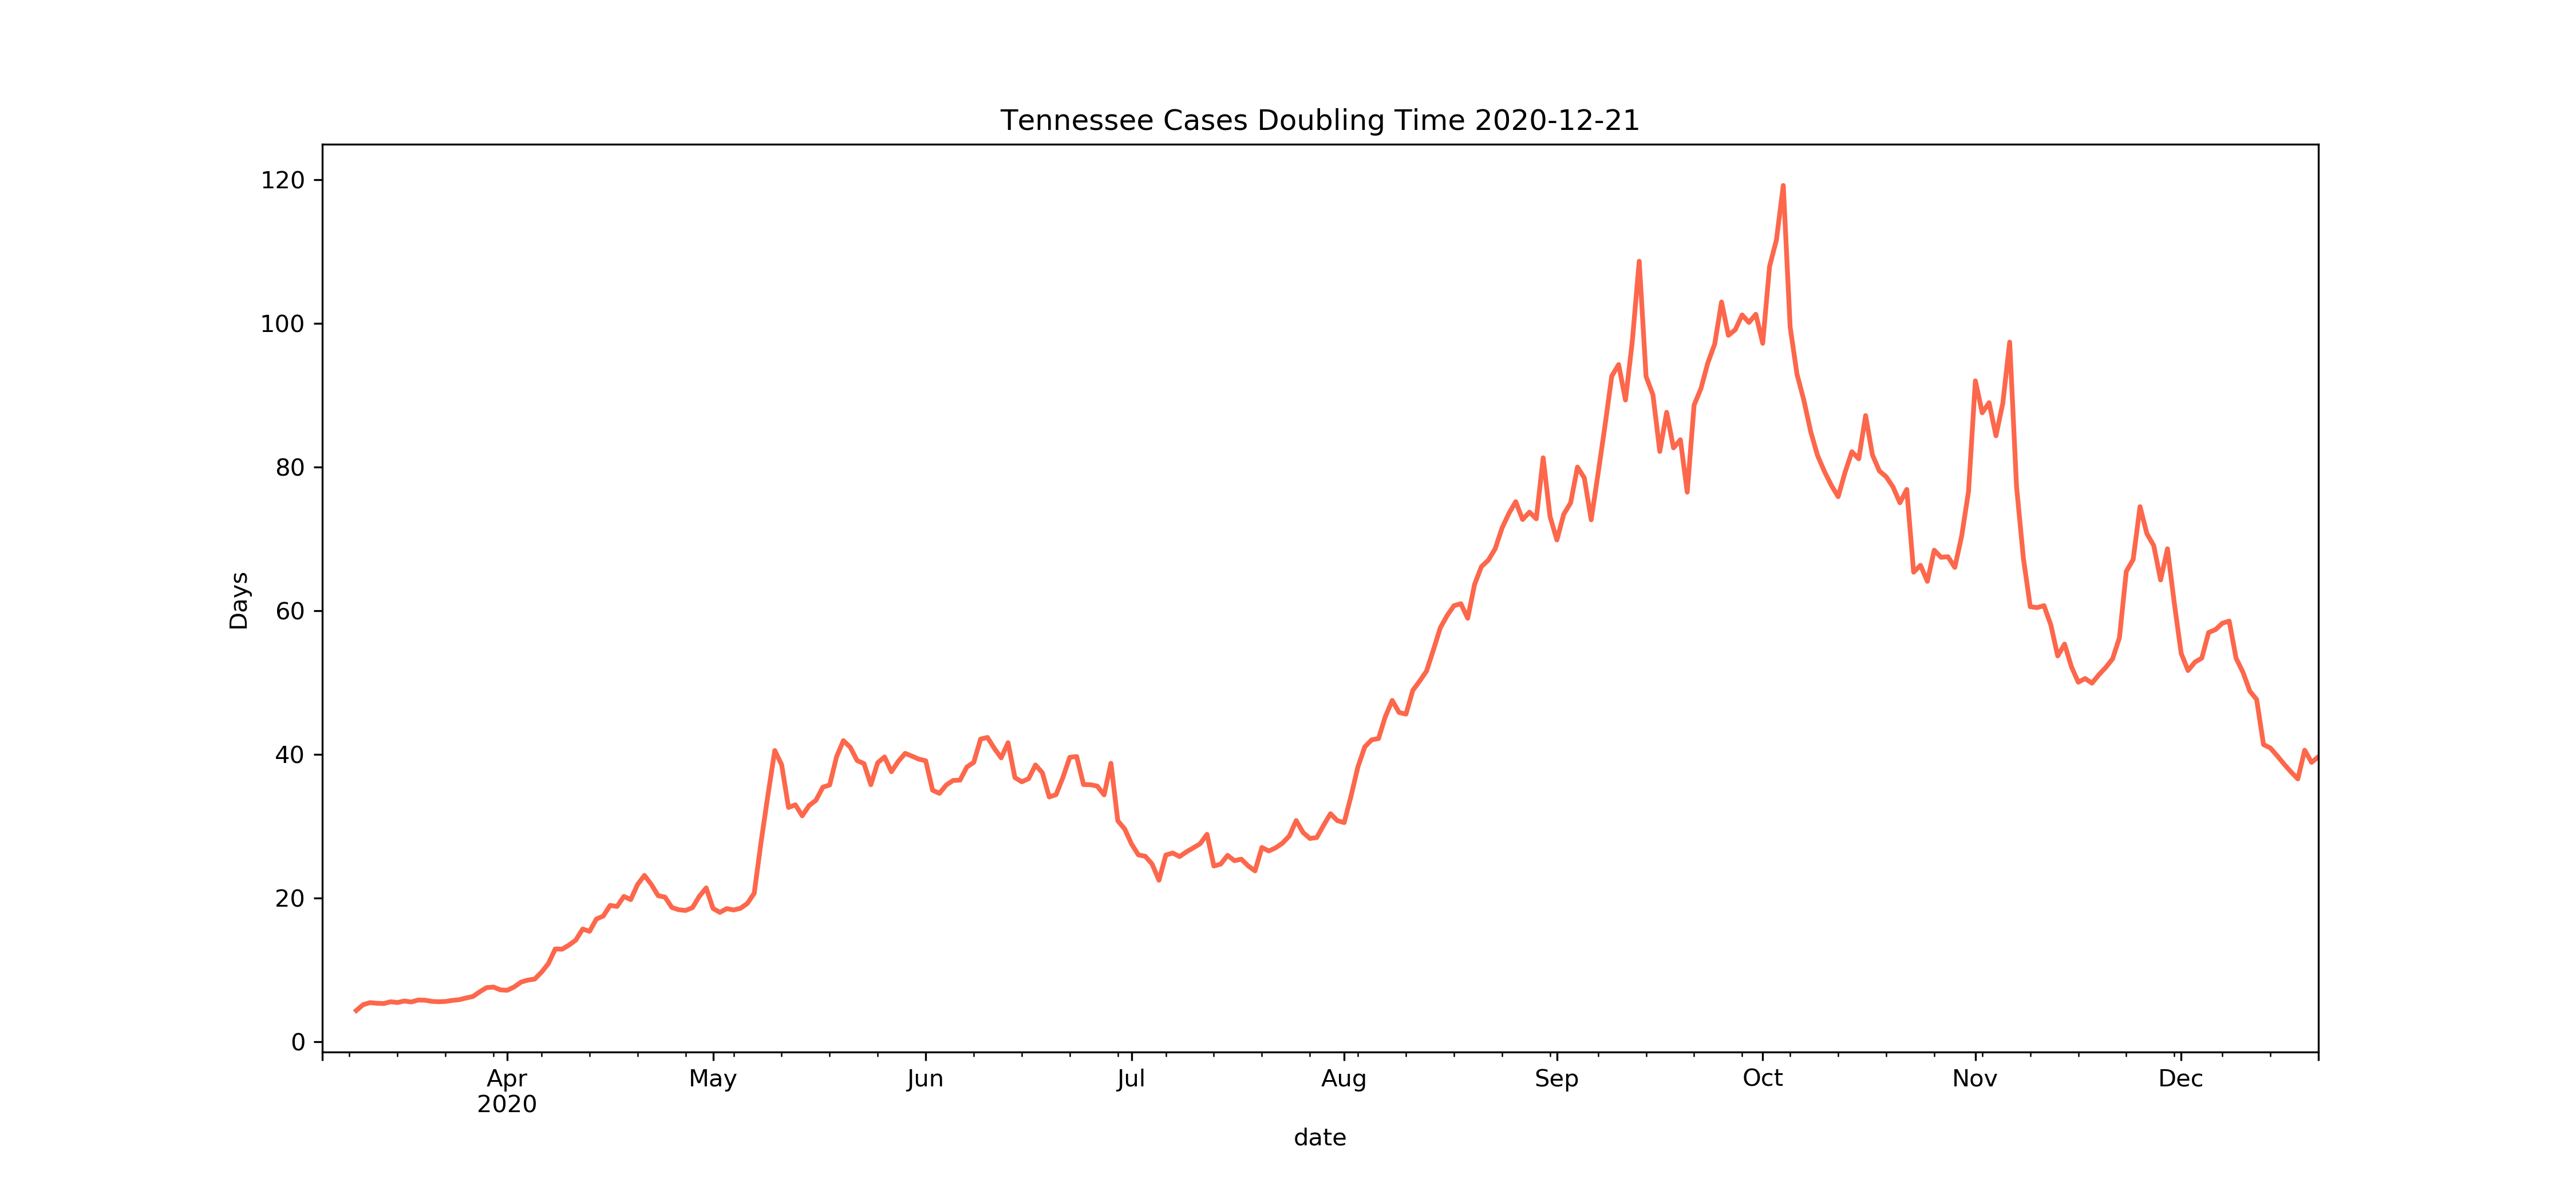 Tennessee Cases Doubling Time 2020-12-21
120
100
80
60
40
20
0
Days
Apr May Jun Jul Aug Sep Oct Nov Dec
2020
date